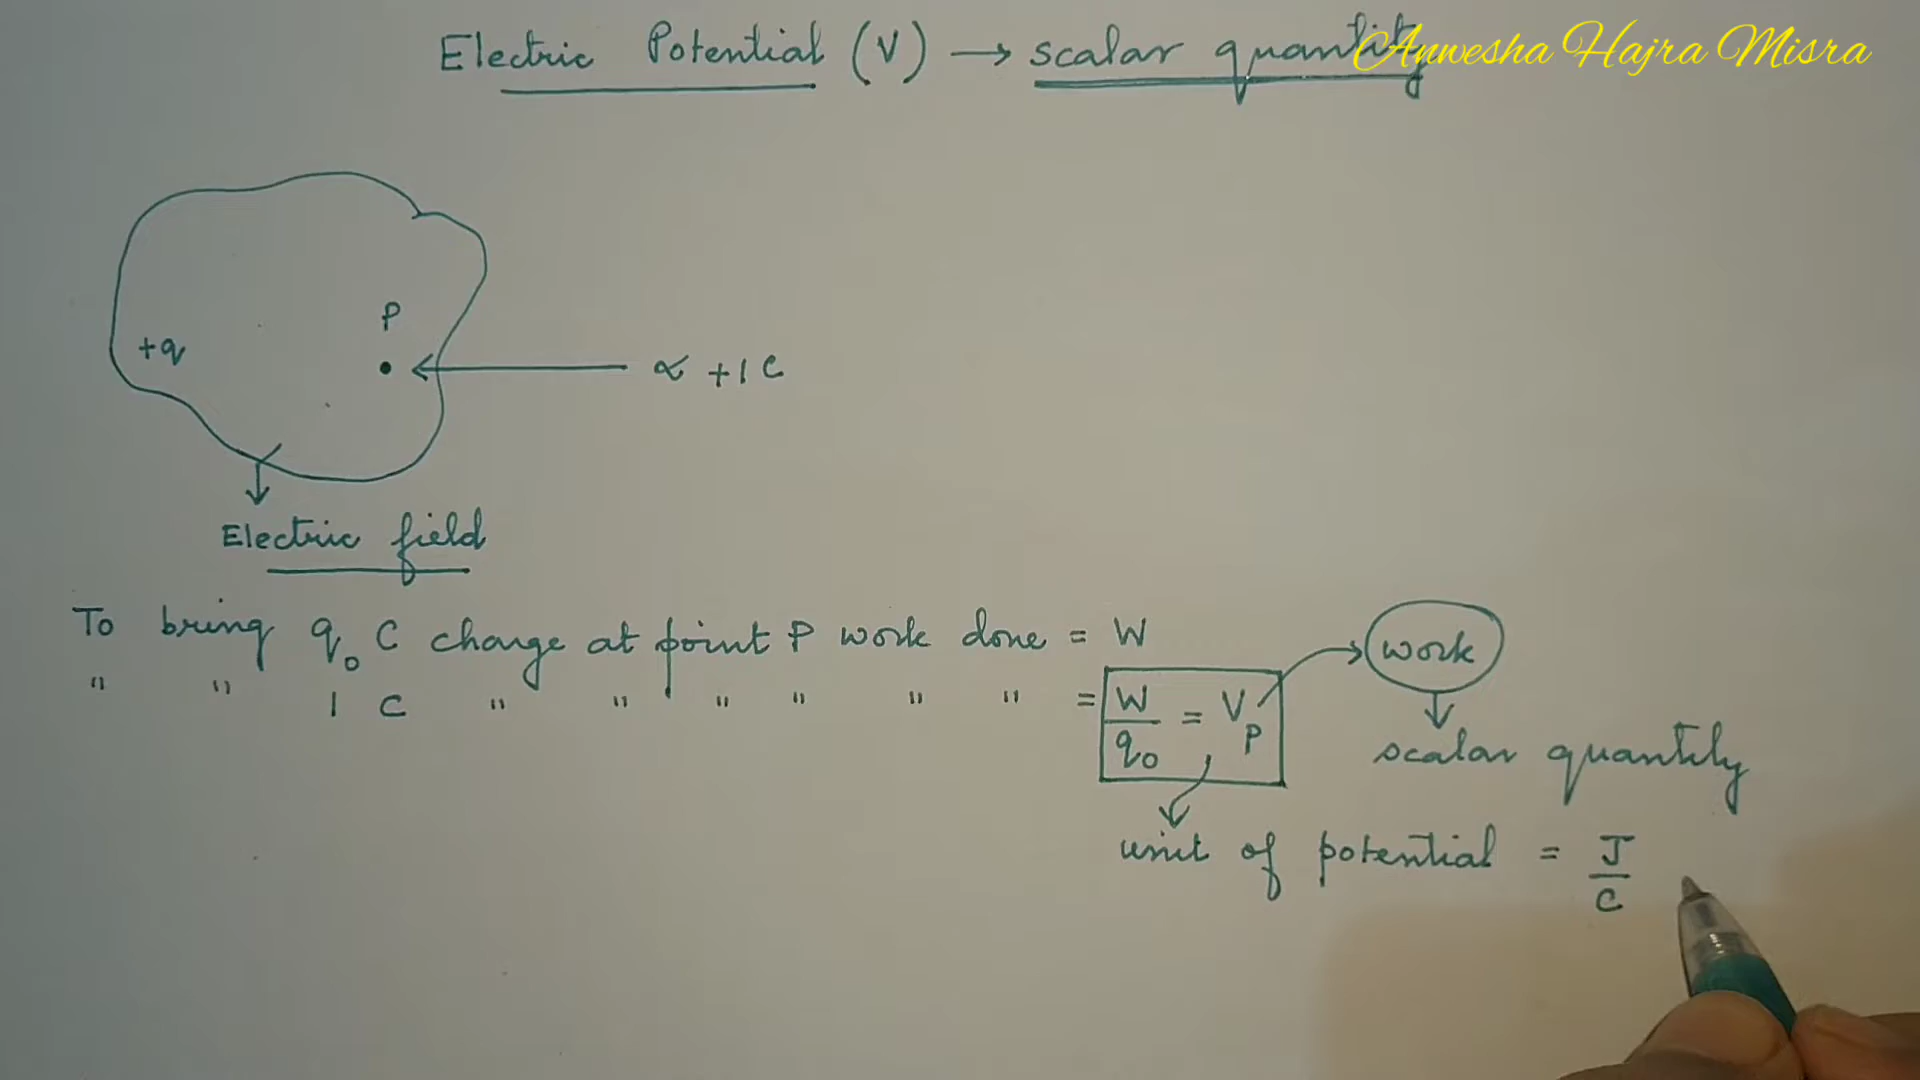 Electric Potential (V) → scalar quantity
Anwesha Hajra Misra
P
+q
∝ +1 C
Electric field
To bring q₀ C charge at point P work done = W
" " 1 C " " " " " " = W/q₀ = V_P
work
scalar quantity
unit of potential = J/C